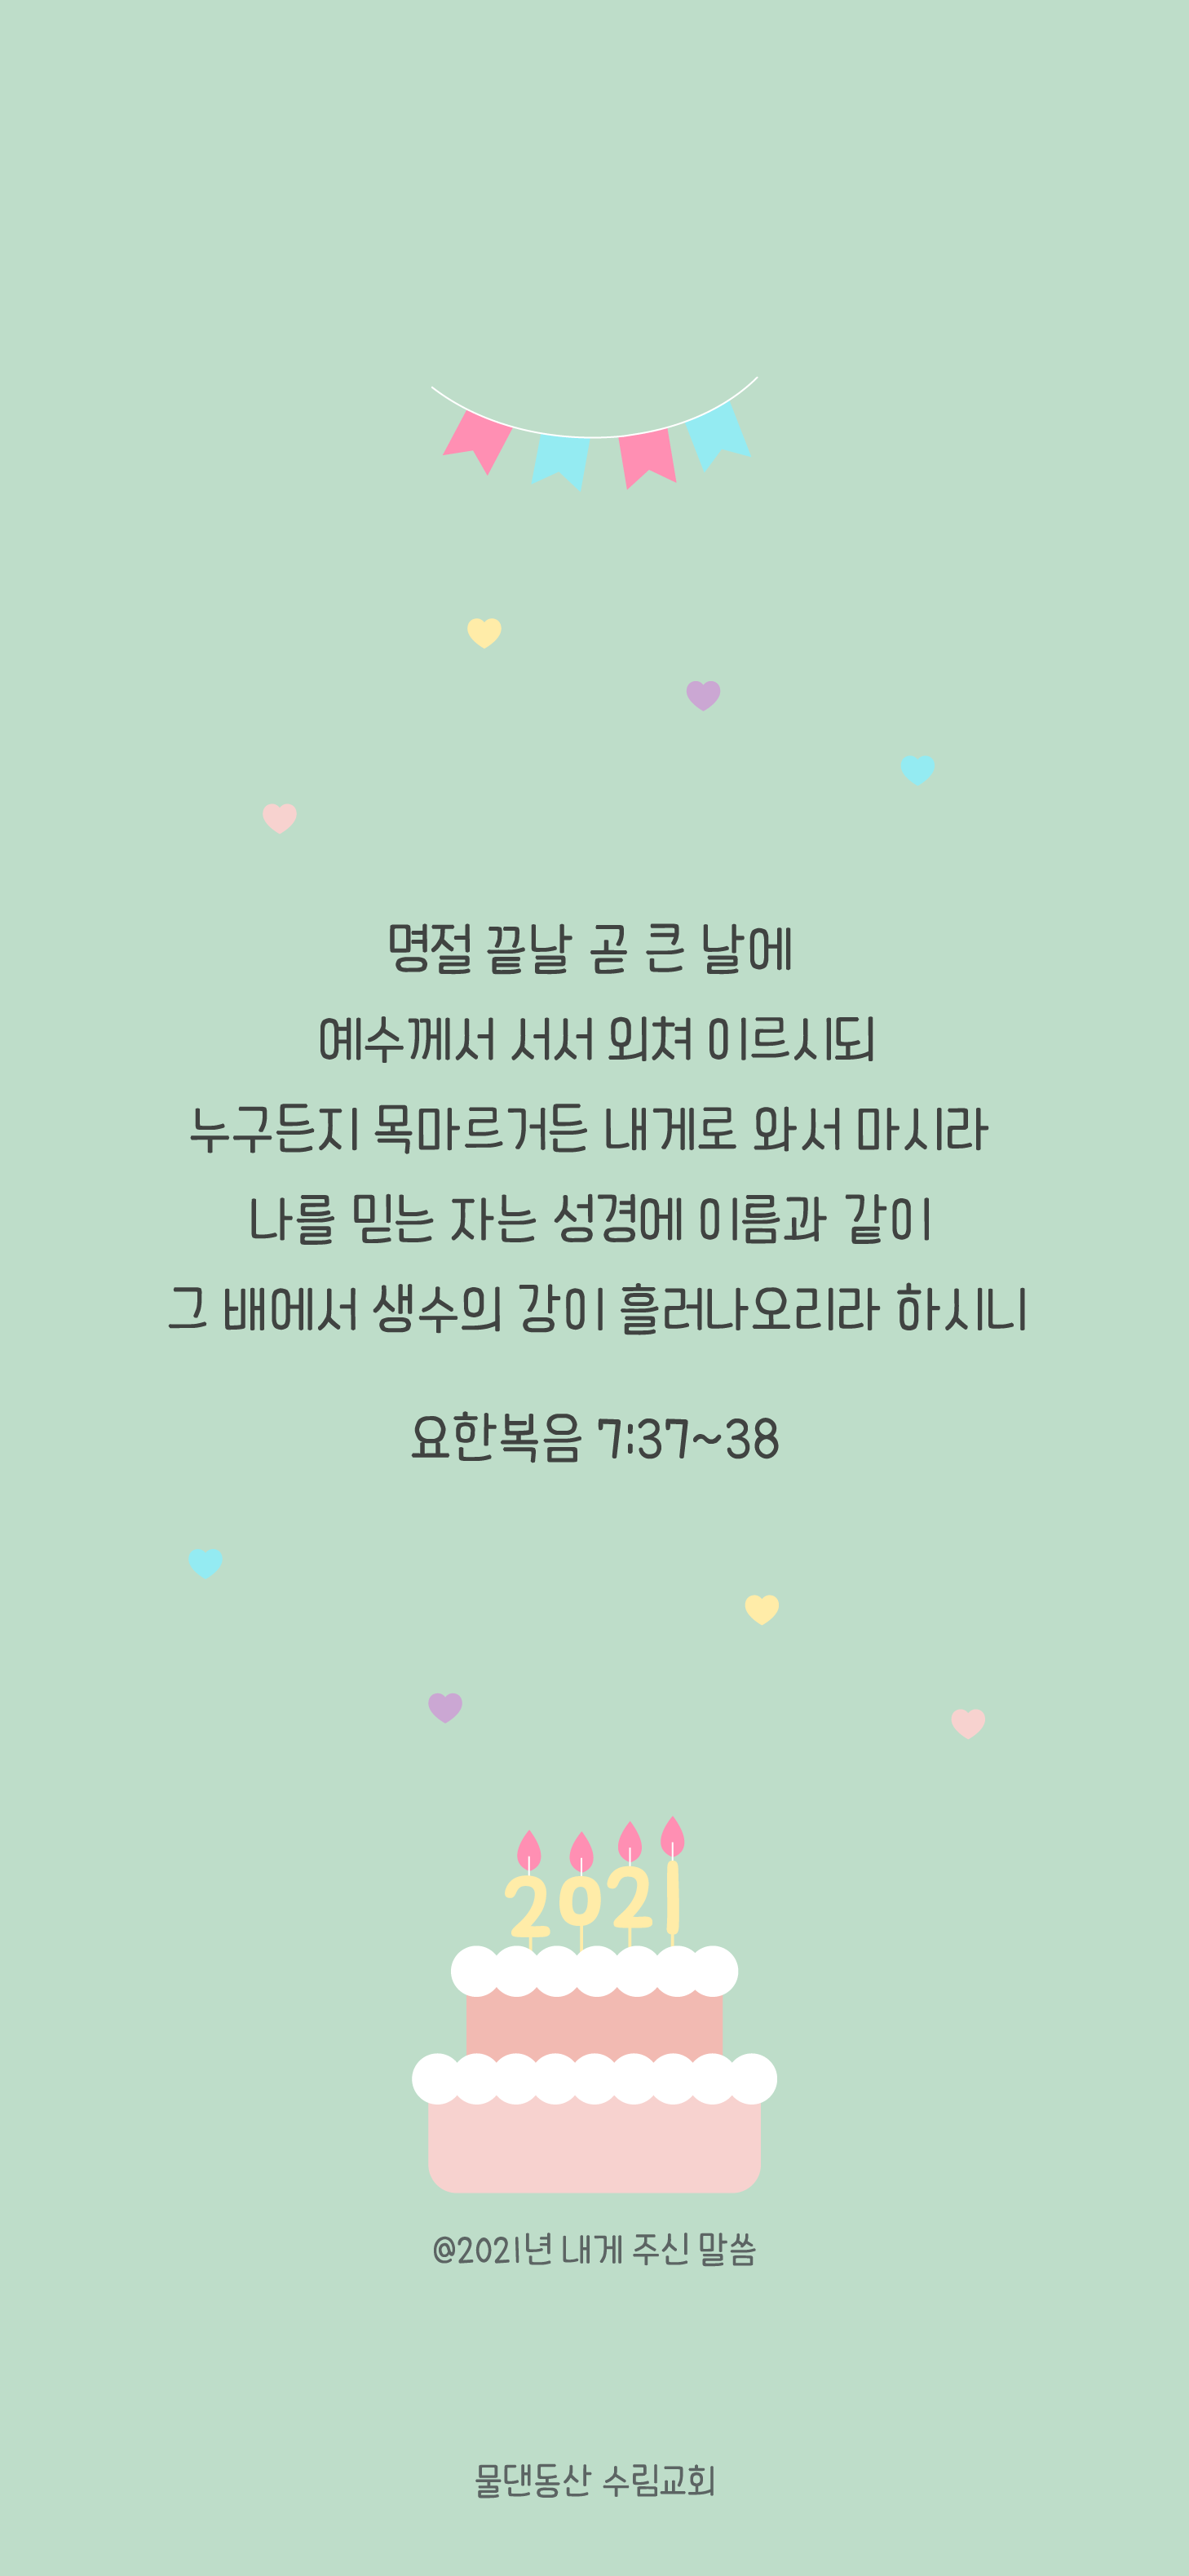 명절 끝날 곧 큰 날에
예수께서 서서 외쳐 이르시되
누구든지 목마르거든 내게로 와서 마시라
나를 믿는 자는 성경에 이름과 같이
그 배에서 생수의 강이 흘러나오리라 하시니
요한복음 7:37~38
2021
@2021년 내게 주신 말씀
물댄동산 수림교회